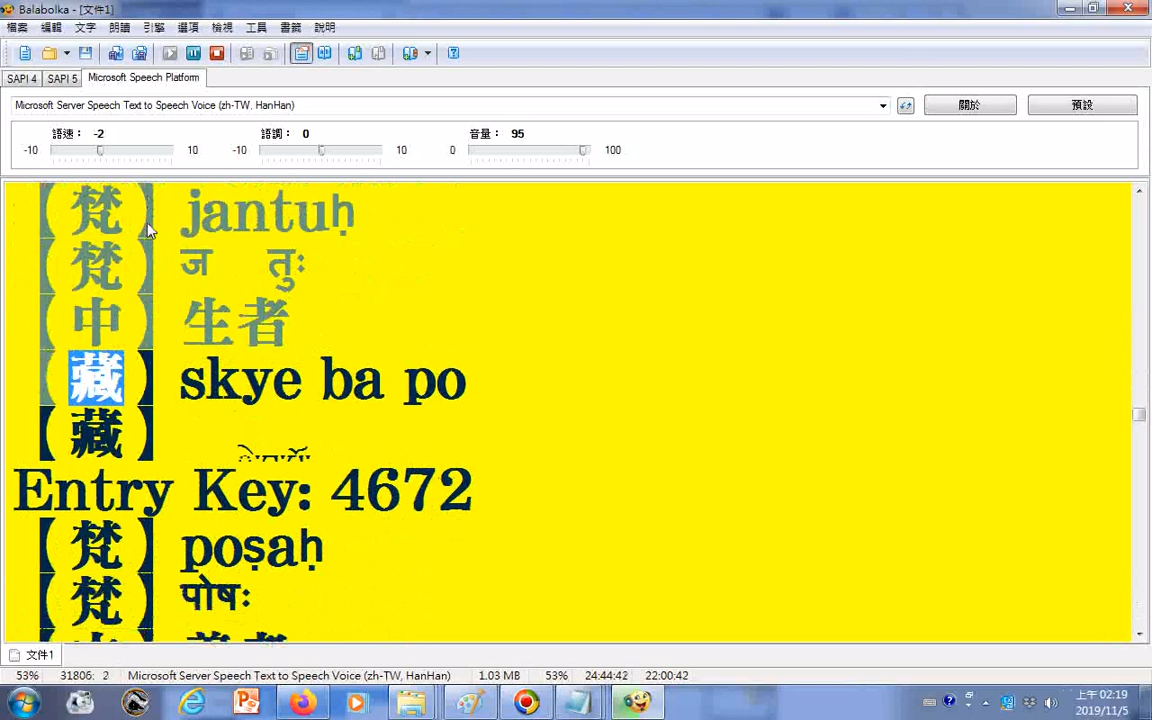 Balabolka - [文件1]
檔案 編輯 文字 朗讀 引擎 選項 檢視 工具 書籤 說明
SAPI 4 SAPI 5 Microsoft Speech Platform
Microsoft Server Speech Text to Speech Voice (zh-TW, HanHan) 關於 預設
語速： -2 語調： 0 音量： 95
-10 10 -10 10 0 100
【梵】 jantuḥ
【梵】 ज तुः
【中】 生者
【藏】 skye ba po
【藏】
Entry Key: 4672
【梵】 poṣaḥ
【梵】 पोषः
文件1
53% 31806: 2 Microsoft Server Speech Text to Speech Voice (zh-TW, HanHan) 1.03 MB 53% 24:44:42 22:00:42
上午 02:19
2019/11/5